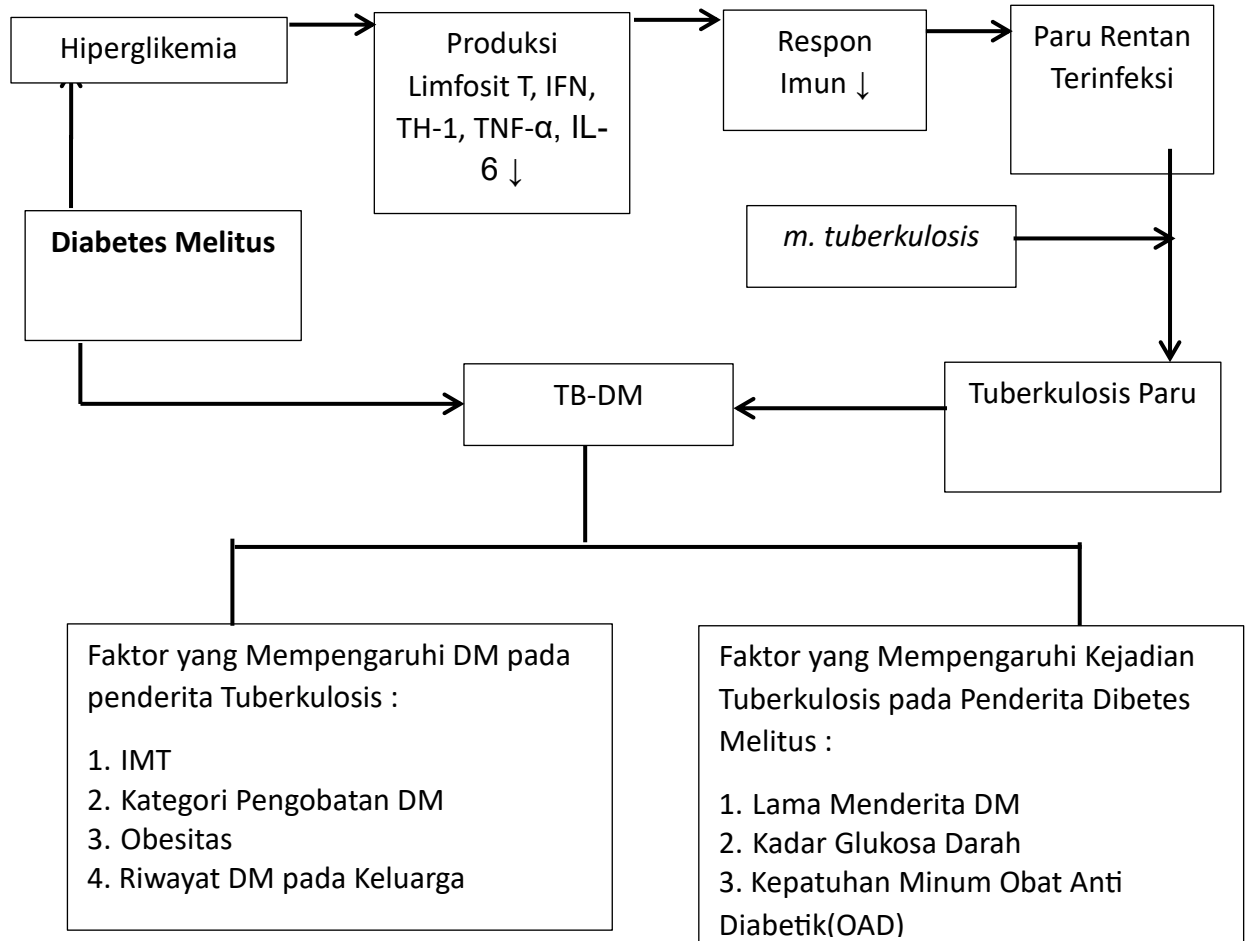 Hiperglikemia
Produksi
Limfosit T, IFN,
TH-1, TNF-α, IL-
6 ↓
Respon
Imun ↓
Paru Rentan
Terinfeksi
Diabetes Melitus
m. tuberkulosis
TB-DM
Tuberkulosis Paru
Faktor yang Mempengaruhi DM pada
penderita Tuberkulosis :
1. IMT
2. Kategori Pengobatan DM
3. Obesitas
4. Riwayat DM pada Keluarga
Faktor yang Mempengaruhi Kejadian
Tuberkulosis pada Penderita Dibetes
Melitus :
1. Lama Menderita DM
2. Kadar Glukosa Darah
3. Kepatuhan Minum Obat Anti
Diabetik(OAD)